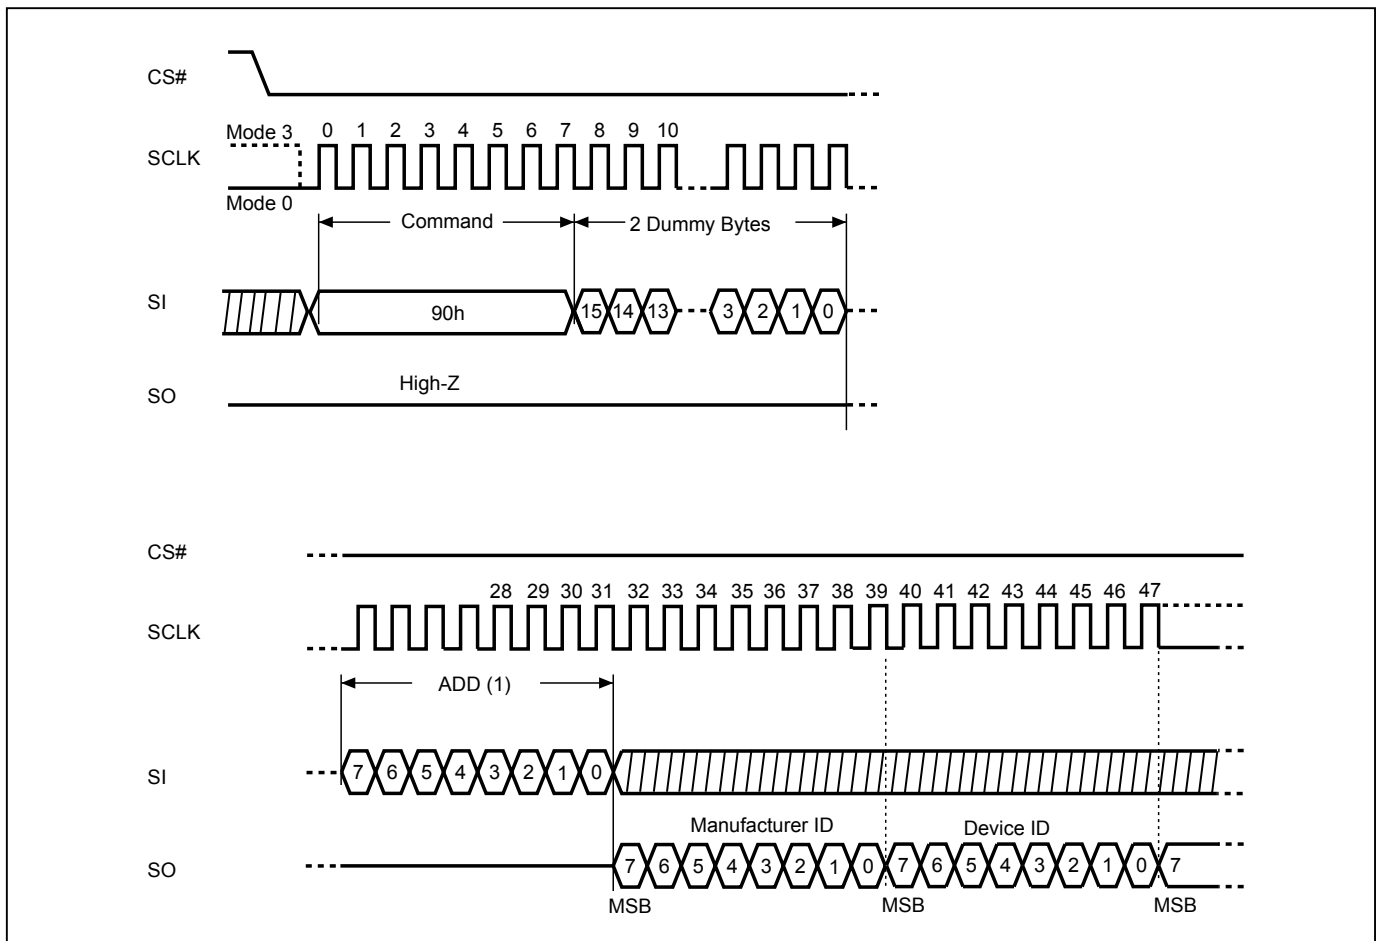 CS#
Mode 3 0 1 2 3 4 5 6 7 8 9 10
SCLK
Mode 0
Command 2 Dummy Bytes
SI 90h 15 14 13 3 2 1 0
High-Z
SO
CS#
28 29 30 31 32 33 34 35 36 37 38 39 40 41 42 43 44 45 46 47
SCLK
ADD (1)
SI 7 6 5 4 3 2 1 0
Manufacturer ID Device ID
SO 7 6 5 4 3 2 1 0 7 6 5 4 3 2 1 0 7
MSB MSB MSB